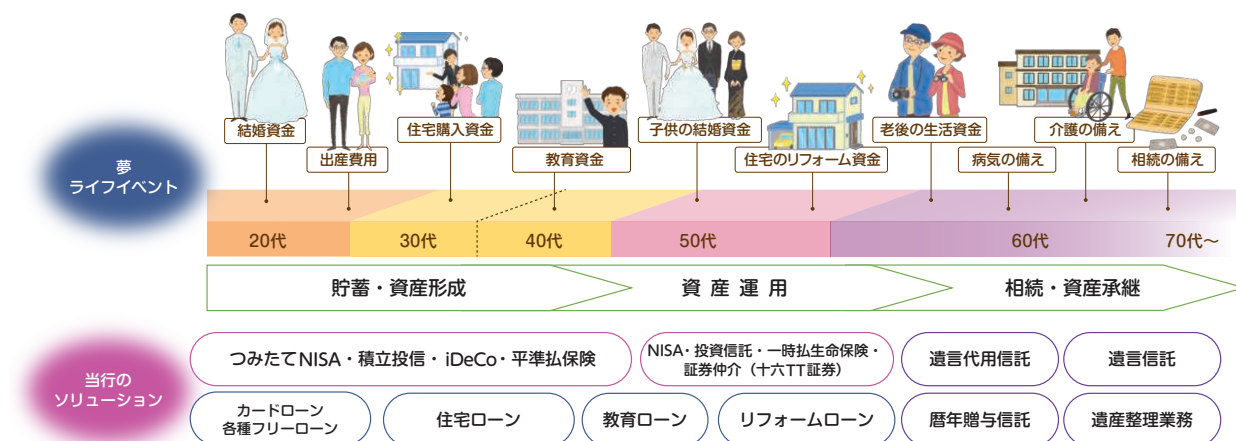 結婚資金
出産費用
住宅購入資金
教育資金
子供の結婚資金
住宅のリフォーム資金
老後の生活資金
病気の備え
介護の備え
相続の備え
夢
ライフイベント
20代
30代
40代
50代
60代
70代～
貯蓄・資産形成
資産運用
相続・資産承継
当行の
ソリューション
つみたてNISA・積立投信・iDeCo・平準払保険
NISA・投資信託・一時払生命保険・
証券仲介（十六TT証券）
遺言代用信託
遺言信託
カードローン
各種フリーローン
住宅ローン
教育ローン
リフォームローン
暦年贈与信託
遺産整理業務